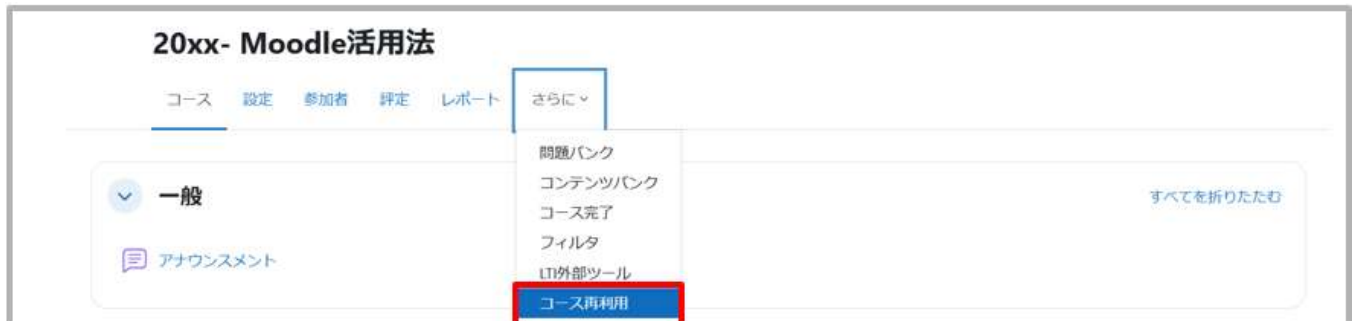 20xx- Moodle活用法
コース 設定 参加者 評定 レポート さらに
問題バンク
コンテンツバンク
コース完了
フィルタ
LTI外部ツール
コース再利用
一般
すべてを折りたたむ
アナウンスメント